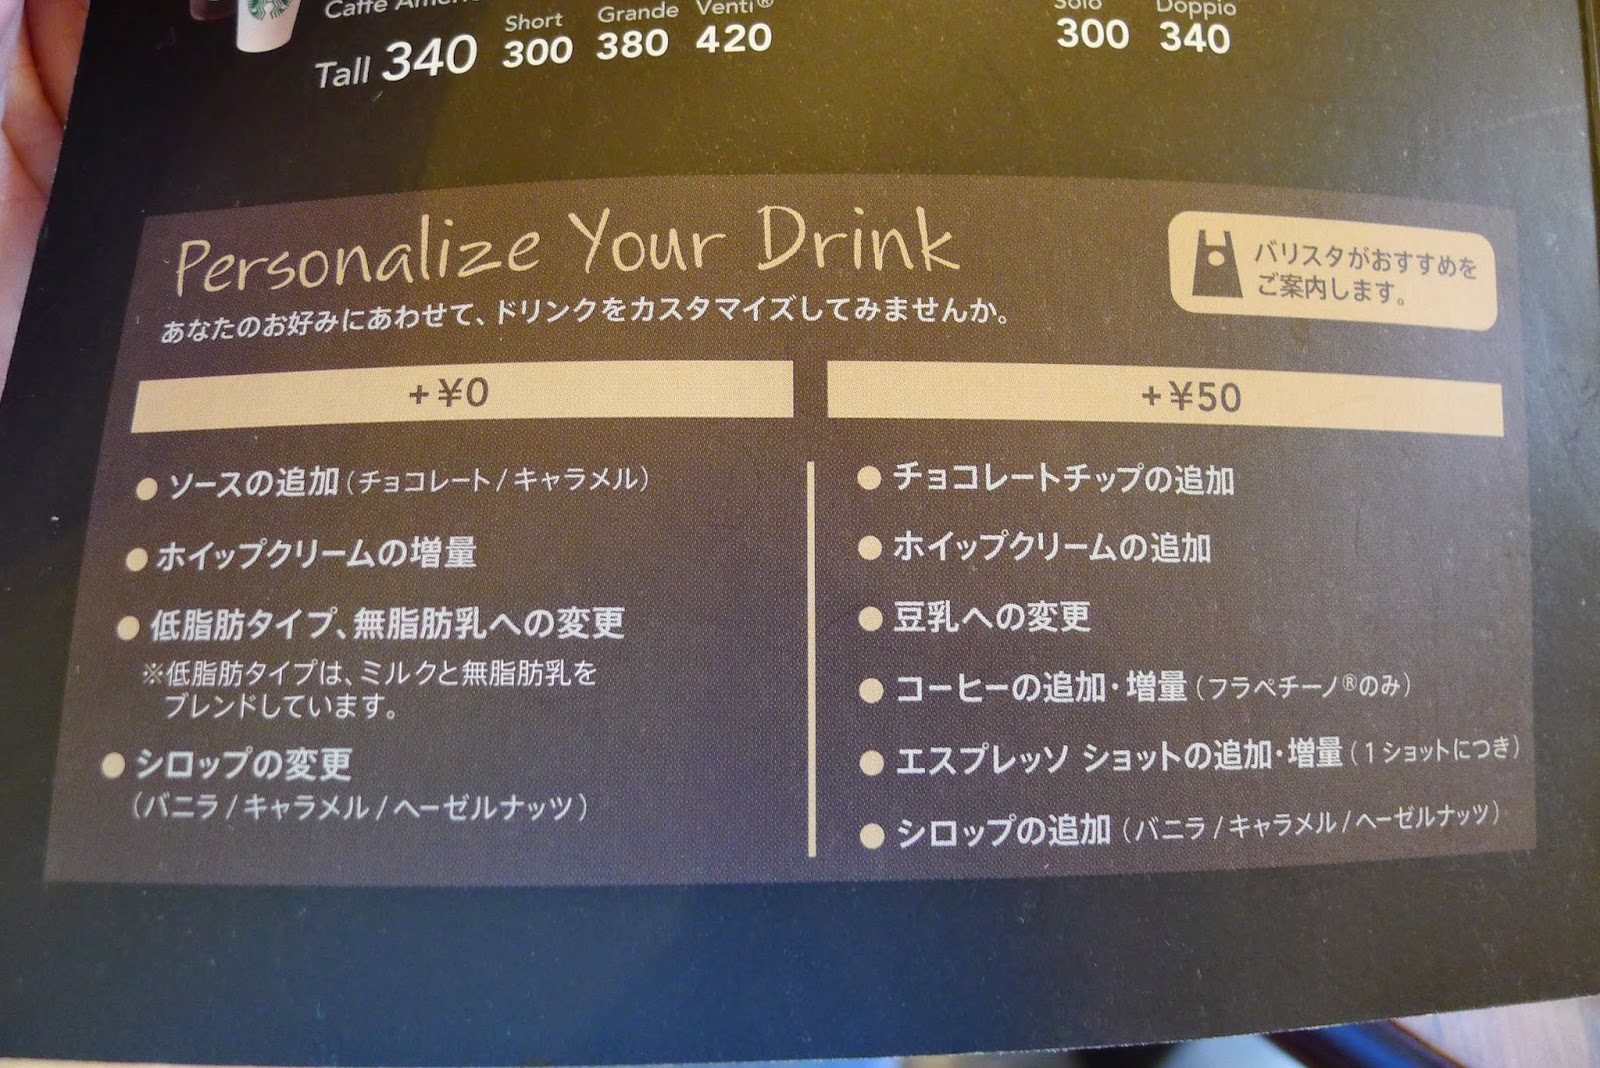 Caffè
Short Grande Venti®
Tall 340 300 380 420
Solo Doppio
300 340
Personalize Your Drink
あなたのお好みにあわせて、ドリンクをカスタマイズしてみませんか。
バリスタがおすすめを
ご案内します。
+¥0
ソースの追加(チョコレート/キャラメル)
ホイップクリームの増量
低脂肪タイプ、無脂肪乳への変更
※低脂肪タイプは、ミルクと無脂肪乳を
ブレンドしています。
シロップの変更
(バニラ/キャラメル/ヘーゼルナッツ)
+¥50
チョコレートチップの追加
ホイップクリームの追加
豆乳への変更
コーヒーの追加・増量(フラペチーノ®のみ)
エスプレッソ ショットの追加・増量(1ショットにつき)
シロップの追加(バニラ/キャラメル/ヘーゼルナッツ)